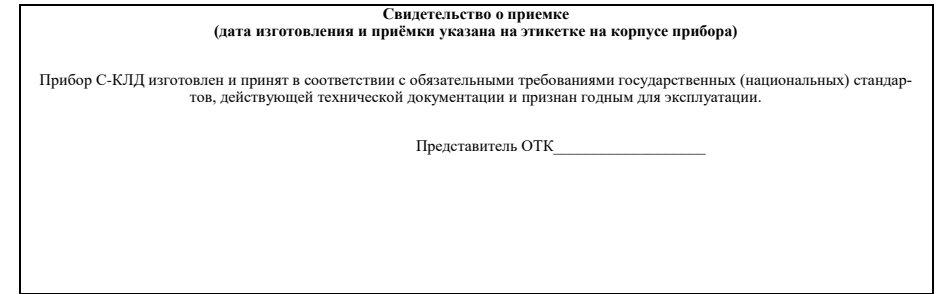 Свидетельство о приемке
(дата изготовления и приёмки указана на этикетке на корпусе прибора)
Прибор С-КЛД изготовлен и принят в соответствии с обязательными требованиями государственных (национальных) стандар-
тов, действующей технической документации и признан годным для эксплуатации.
Представитель ОТК___________________